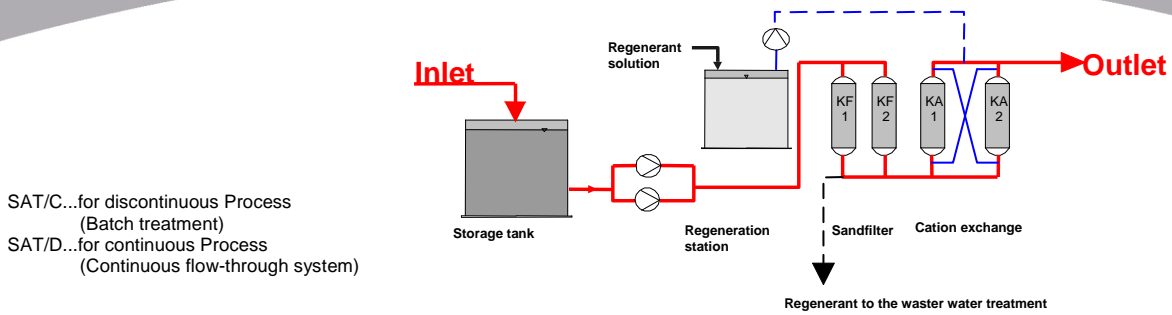 Regenerant
solution
Inlet
Outlet
KF
1
KF
2
KA
1
KA
2
SAT/C...for discontinuous Process
(Batch treatment)
SAT/D...for continuous Process
(Continuous flow-through system)
Storage tank
Regeneration
station
Sandfilter
Cation exchange
Regenerant to the waster water treatment